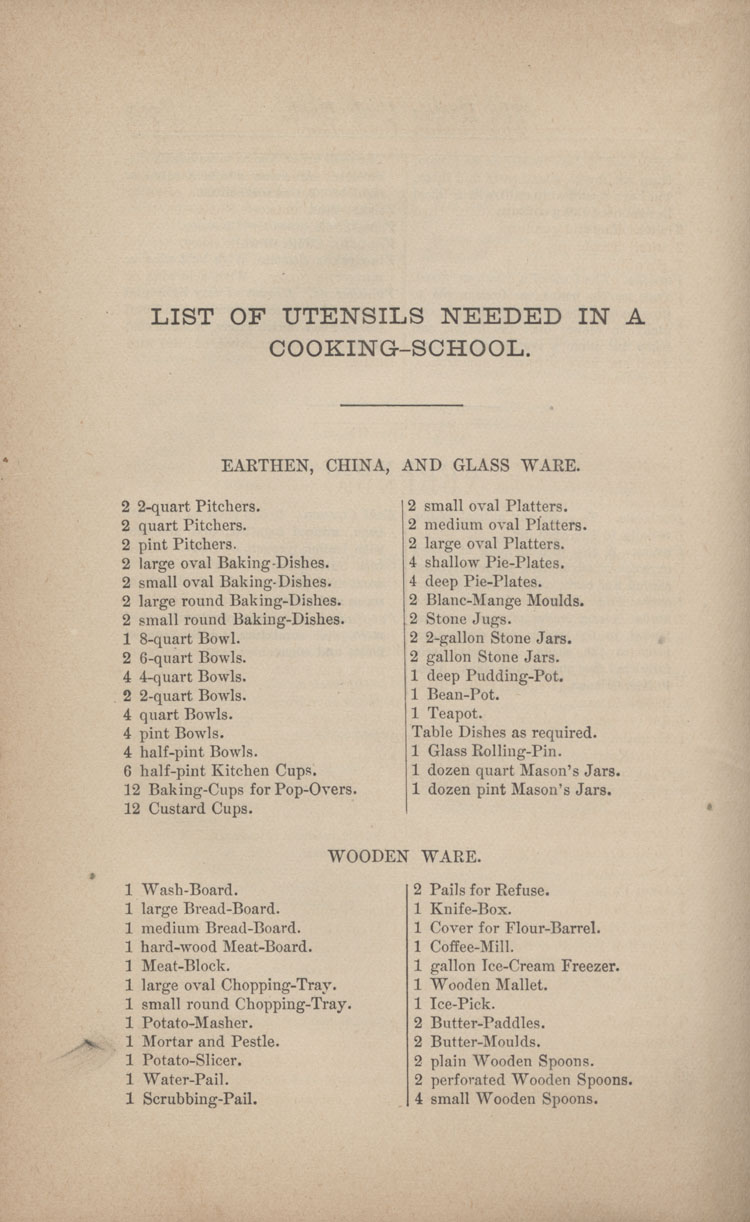 LIST OF UTENSILS NEEDED IN A
COOKING-SCHOOL.
EARTHEN, CHINA, AND GLASS WARE.
2 2-quart Pitchers.
2 quart Pitchers.
2 pint Pitchers.
2 large oval Baking-Dishes.
2 small oval Baking-Dishes.
2 large round Baking-Dishes.
2 small round Baking-Dishes.
1 8-quart Bowl.
2 6-quart Bowls.
4 4-quart Bowls.
2 2-quart Bowls.
4 quart Bowls.
4 pint Bowls.
4 half-pint Bowls.
6 half-pint Kitchen Cups.
12 Baking-Cups for Pop-Overs.
12 Custard Cups.
2 small oval Platters.
2 medium oval Platters.
2 large oval Platters.
4 shallow Pie-Plates.
4 deep Pie-Plates.
2 Blanc-Mange Moulds.
2 Stone Jugs.
2 2-gallon Stone Jars.
2 gallon Stone Jars.
1 deep Pudding-Pot.
1 Bean-Pot.
1 Teapot.
Table Dishes as required.
1 Glass Rolling-Pin.
1 dozen quart Mason's Jars.
1 dozen pint Mason's Jars.
WOODEN WARE.
1 Wash-Board.
1 large Bread-Board.
1 medium Bread-Board.
1 hard-wood Meat-Board.
1 Meat-Block.
1 large oval Chopping-Tray.
1 small round Chopping-Tray.
1 Potato-Masher.
1 Mortar and Pestle.
1 Potato-Slicer.
1 Water-Pail.
1 Scrubbing-Pail.
2 Pails for Refuse.
1 Knife-Box.
1 Cover for Flour-Barrel.
1 Coffee-Mill.
1 gallon Ice-Cream Freezer.
1 Wooden Mallet.
1 Ice-Pick.
2 Butter-Paddles.
2 Butter-Moulds.
2 plain Wooden Spoons.
2 perforated Wooden Spoons.
4 small Wooden Spoons.